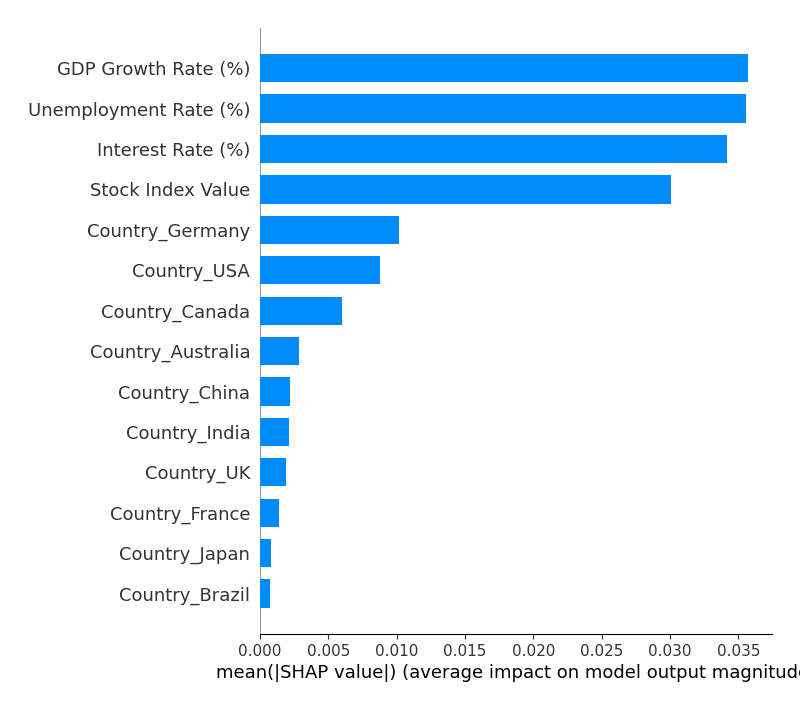 GDP Growth Rate (%)
Unemployment Rate (%)
Interest Rate (%)
Stock Index Value
Country_Germany
Country_USA
Country_Canada
Country_Australia
Country_China
Country_India
Country_UK
Country_France
Country_Japan
Country_Brazil
0.000 0.005 0.010 0.015 0.020 0.025 0.030 0.035
mean(|SHAP value|) (average impact on model output magnitude